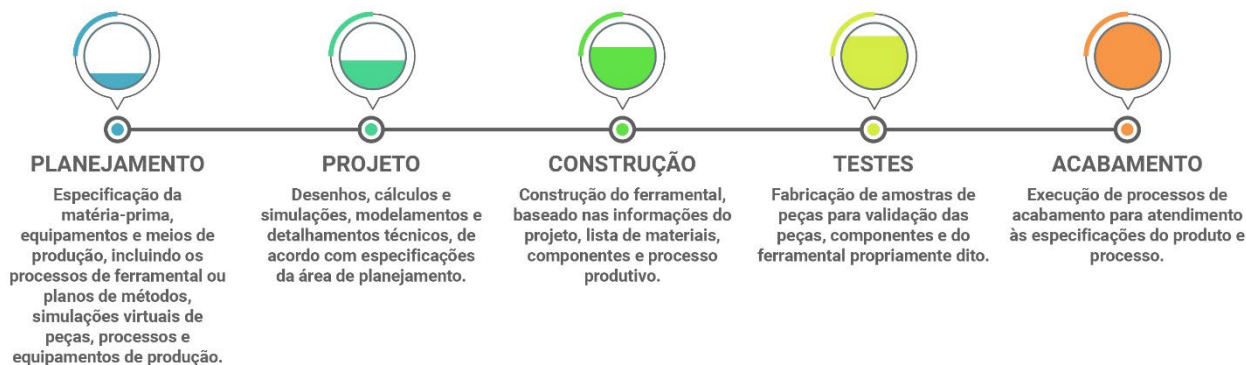 PLANEJAMENTO
Especificação da
matéria-prima,
equipamentos e meios de
produção, incluindo os
processos de ferramental ou
planos de métodos,
simulações virtuais de
peças, processos e
equipamentos de produção.
PROJETO
Desenhos, cálculos e
simulações, modelamentos e
detalhamentos técnicos, de
acordo com especificações
da área de planejamento.
CONSTRUÇÃO
Construção do ferramental,
baseado nas informações do
projeto, lista de materiais,
componentes e processo
produtivo.
TESTES
Fabricação de amostras de
peças para validação das
peças, componentes e do
ferramental propriamente dito.
ACABAMENTO
Execução de processos de
acabamento para atendimento
às especificações do produto e
processo.